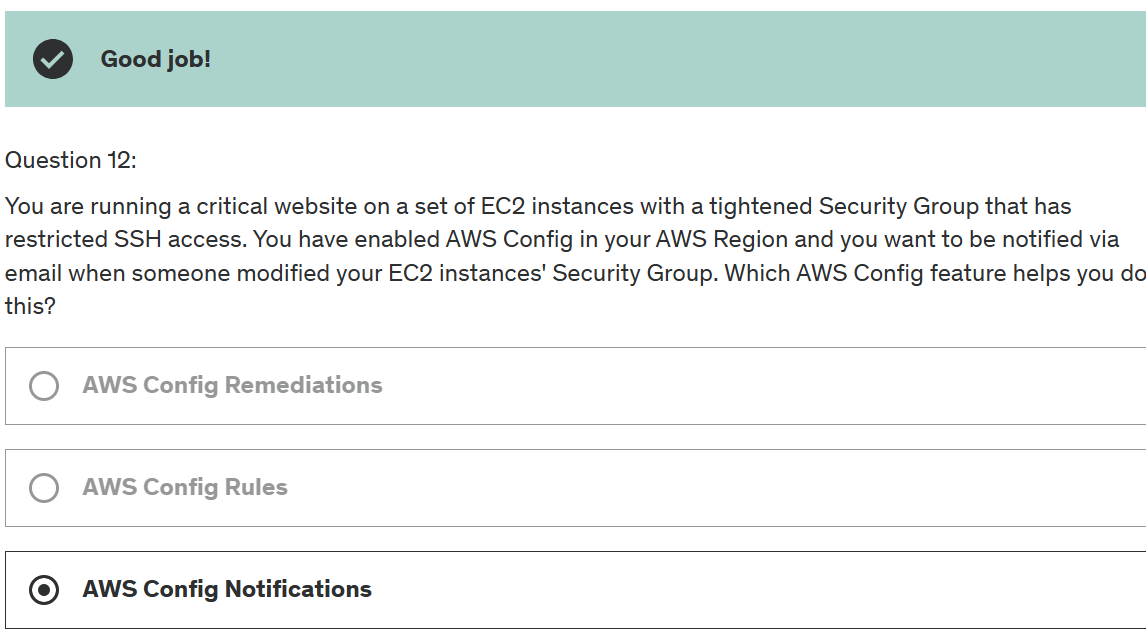 Good job!
Question 12:
You are running a critical website on a set of EC2 instances with a tightened Security Group that has
restricted SSH access. You have enabled AWS Config in your AWS Region and you want to be notified via
email when someone modified your EC2 instances' Security Group. Which AWS Config feature helps you do
this?
AWS Config Remediations
AWS Config Rules
AWS Config Notifications